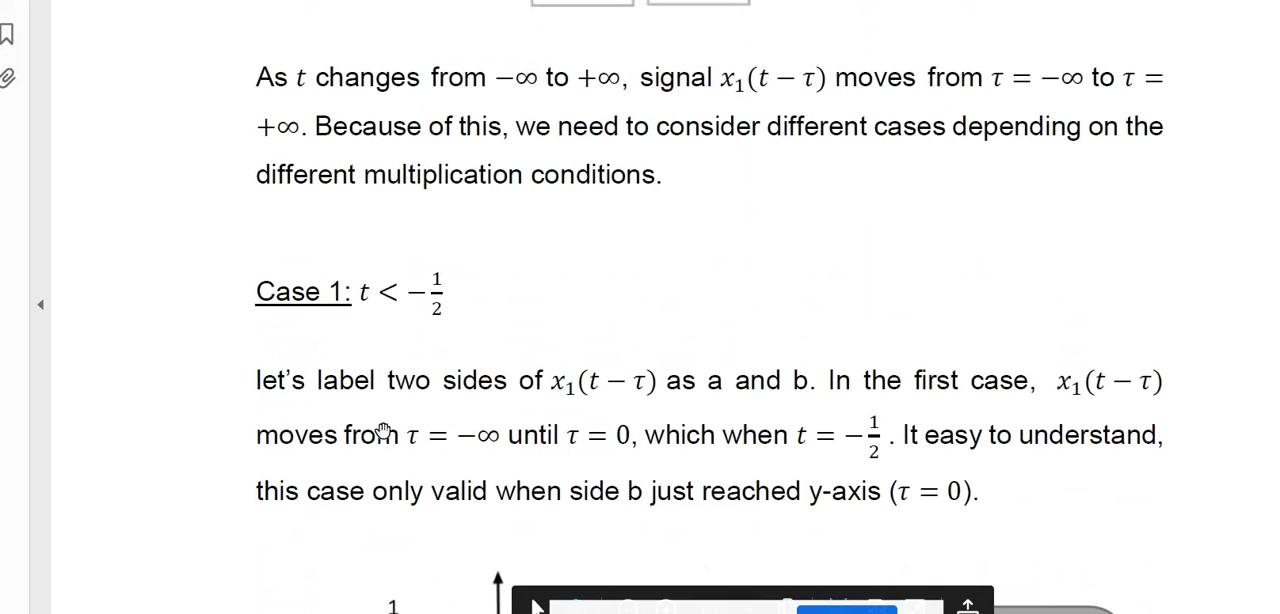 As t changes from −∞ to +∞, signal x₁(t − τ) moves from τ = −∞ to τ =
+∞. Because of this, we need to consider different cases depending on the
different multiplication conditions.
Case 1: t < −1/2
let's label two sides of x₁(t − τ) as a and b. In the first case, x₁(t − τ)
moves from τ = −∞ until τ = 0, which when t = −1/2 . It easy to understand,
this case only valid when side b just reached y-axis (τ = 0).
1